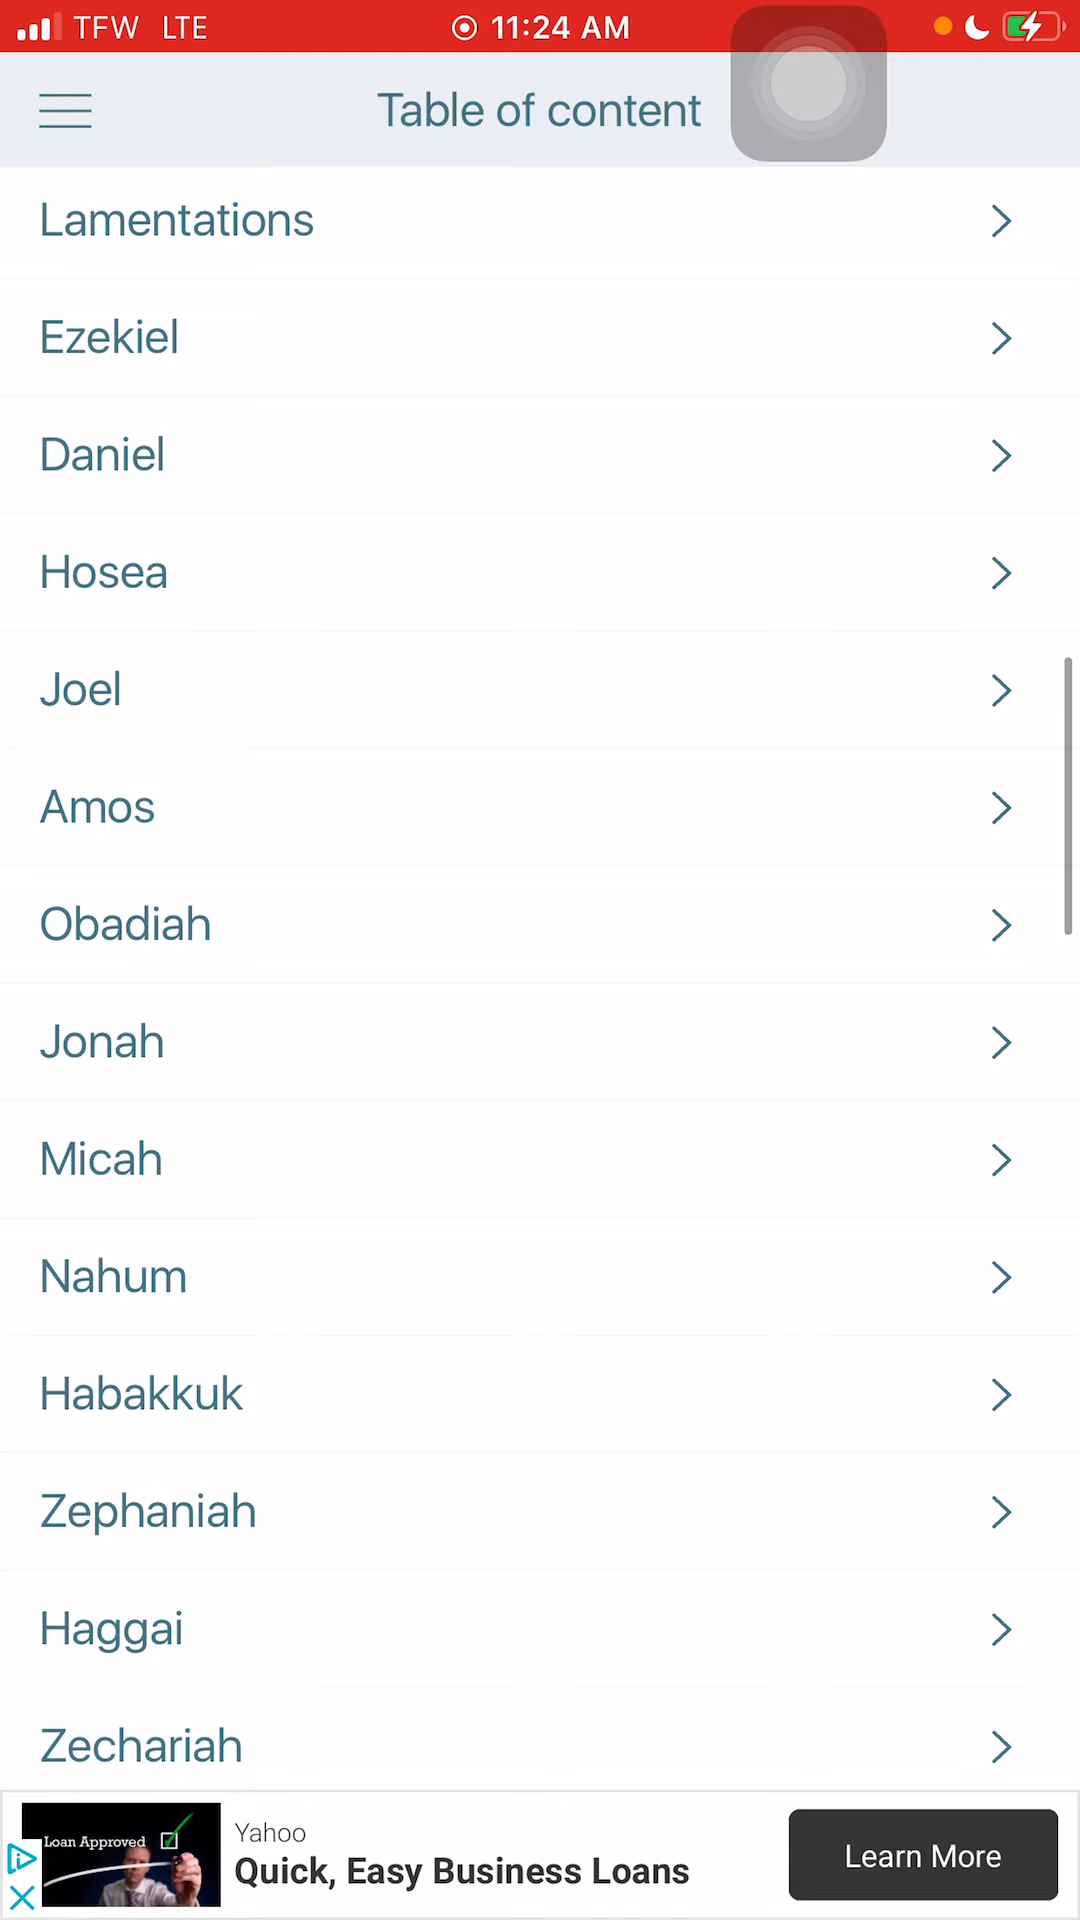 TFW LTE 11:24 AM
Table of content
Lamentations
Ezekiel
Daniel
Hosea
Joel
Amos
Obadiah
Jonah
Micah
Nahum
Habakkuk
Zephaniah
Haggai
Zechariah
Loan Approved
Yahoo
Quick, Easy Business Loans
Learn More